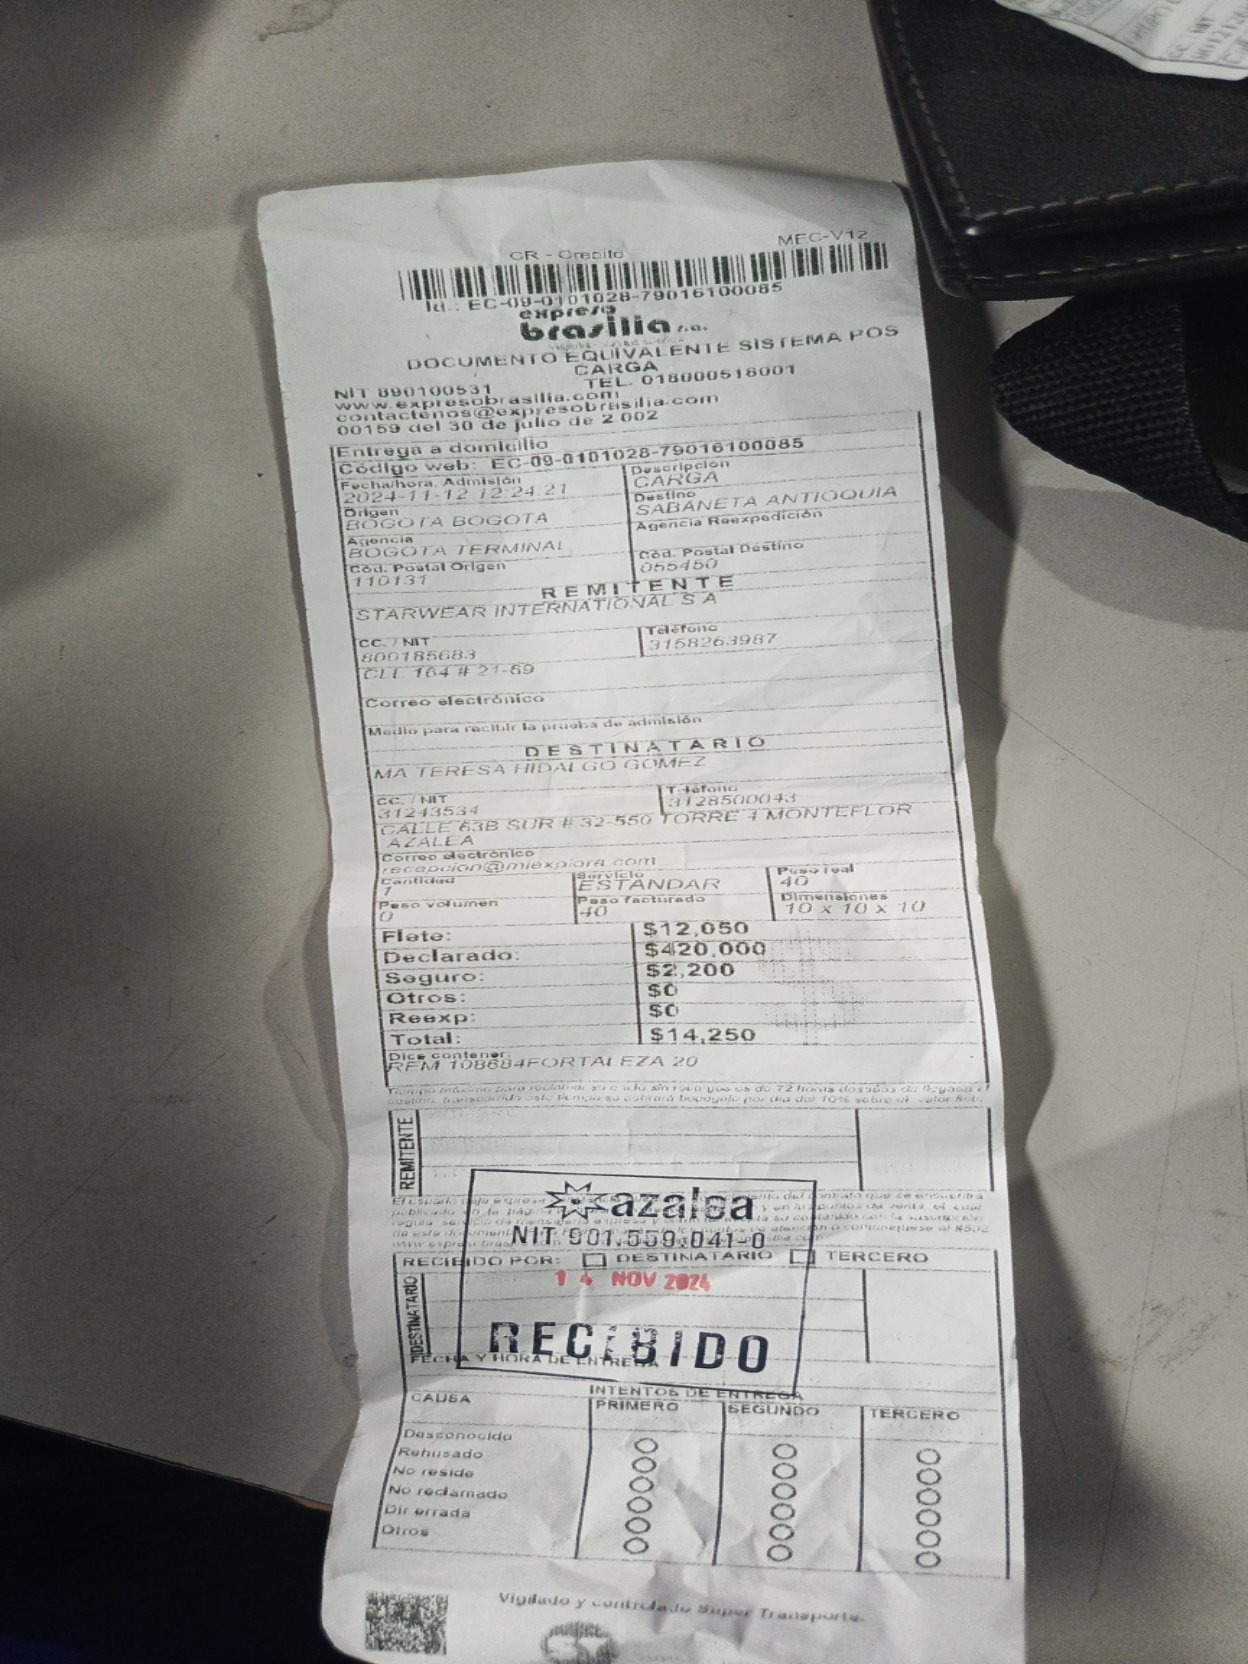 CR - Credito
MEC-V12
Id.: EC-09-0101028-79016100085
expreso
brasilia s.a.
DOCUMENTO EQUIVALENTE SISTEMA POS
CARGA
NIT 890100531 TEL. 018000518001
www.expresobrasilia.com
contactenos@expresobrasilia.com
00159 del 30 de julio de 2 002
Entrega a domicilio
Código web: EC-09-0101028-79016100085
Fecha/hora, Admisión Descripcion
2024-11-12 12:24:21 CARGA
Origen Destino
BOGOTA BOGOTA SABANETA ANTIOQUIA
Agencia Agencia Reexpedición
BOGOTA TERMINAL
Cód. Postal Origen Cód. Postal Destino
110131 055450
REMITENTE
STARWEAR INTERNATIONAL S A
CC. / NIT Teléfono
800185683 3158263987
CLL 164 # 21-69
Correo electrónico
Medio para recibir la prueba de admisión
DESTINATARIO
MA TERESA HIDALGO GOMEZ
CC. / NIT Teléfono
31243534 3128500043
CALLE 63B SUR # 32-550 TORRE 4 MONTEFLOR
AZALEA
Correo electrónico
recepcion@miexplora.com
Cantidad Servicio Peso real
1 ESTANDAR 40
Peso volumen Peso facturado Dimensiones
0 40 10 x 10 x 10
Flete: $12,050
Declarado: $420,000
Seguro: $2,200
Otros: $0
Reexp: $0
Total: $14,250
Dice contener:
REM 108684FORTALEZA 20
REMITENTE
azalea
NIT 901.559.041-0
RECIBIDO POR: DESTINATARIO TERCERO
14 NOV 2024
DESTINATARIO
RECIBIDO
FECHA Y HORA DE ENTREGA
INTENTOS DE ENTREGA
CAUSA PRIMERO SEGUNDO TERCERO
Desconocido
Rehusado
No reside
No reclamado
Dir errada
Otros
Vigilado y controlado Super Transporte.